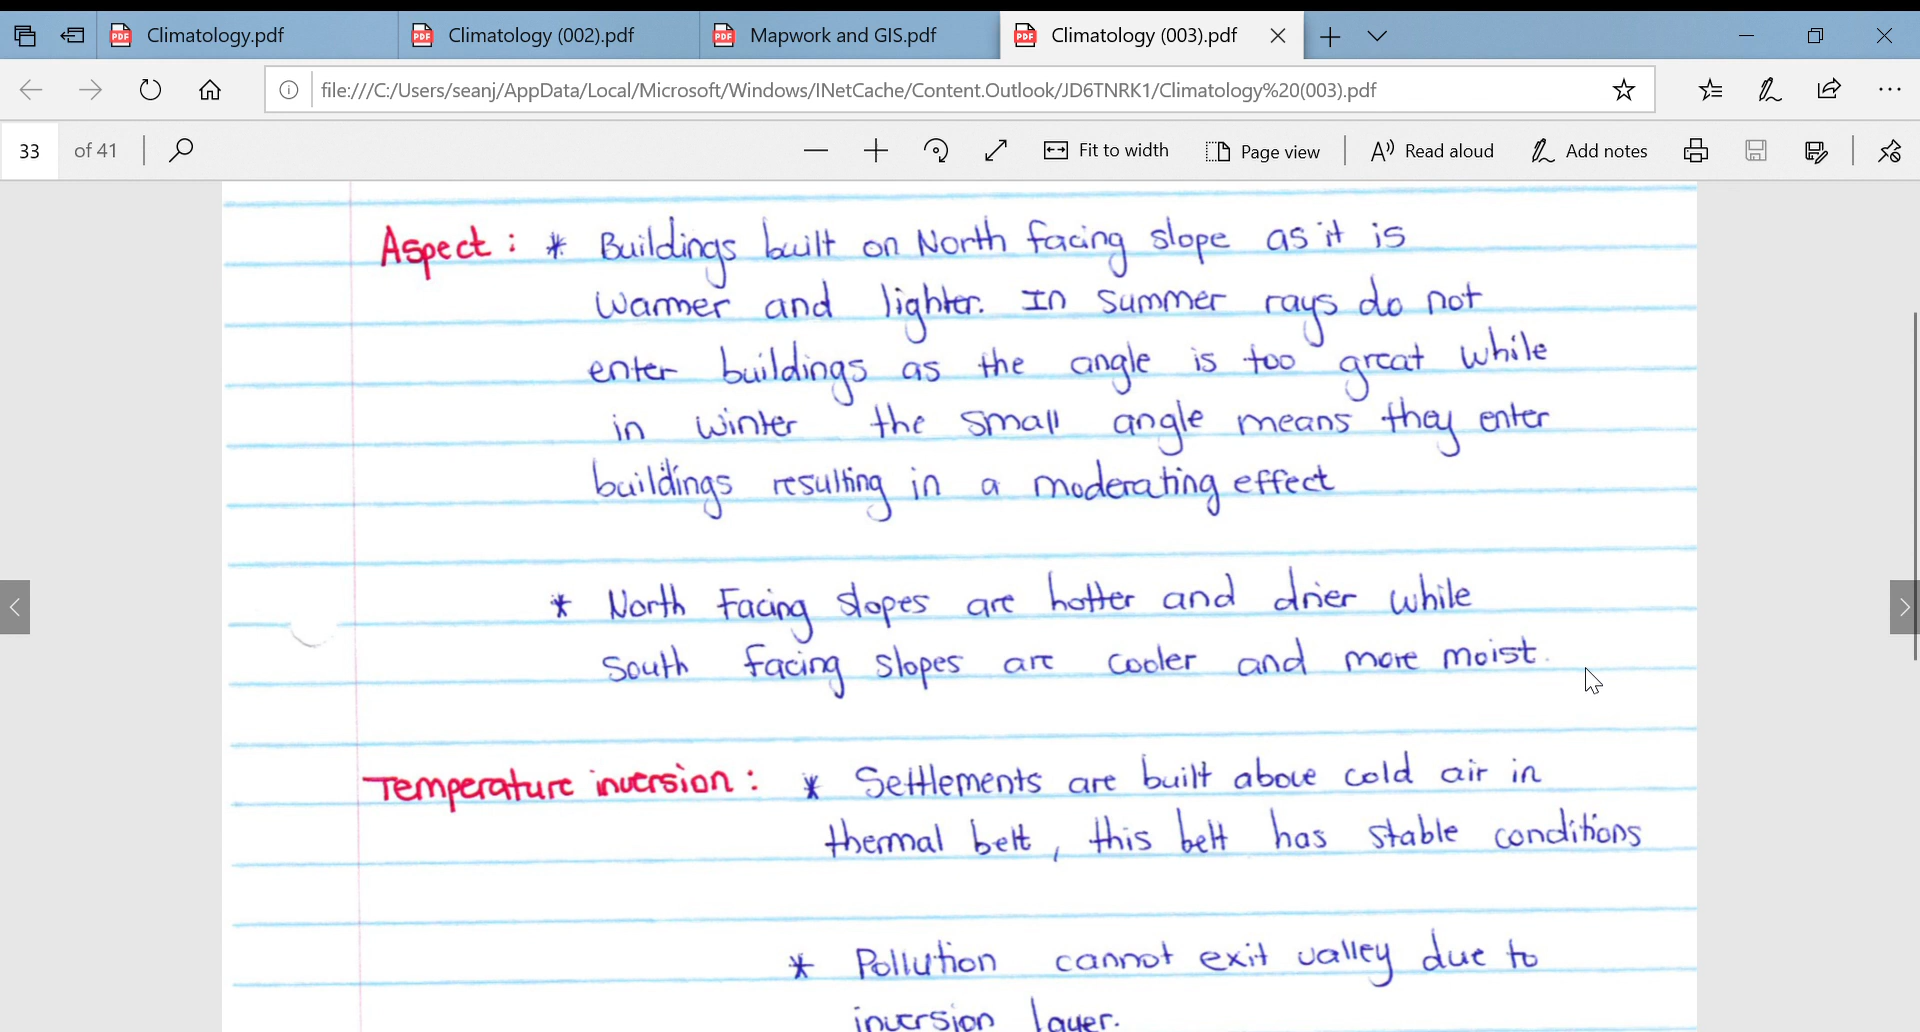 Climatology.pdf
Climatology (002).pdf
Mapwork and GIS.pdf
Climatology (003).pdf
file:///C:/Users/seanj/AppData/Local/Microsoft/Windows/INetCache/Content.Outlook/JD6TNRK1/Climatology%20(003).pdf
33 of 41
Fit to width
Page view
Read aloud
Add notes
Aspect : * Buildings built on North facing slope as it is
warmer and lighter. In summer rays do not
enter buildings as the angle is too great while
in winter the small angle means they enter
buildings resulting in a moderating effect
* North Facing slopes are hotter and drier while
South facing slopes are cooler and more moist.
Temperature inversion : * Settlements are built above cold air in
thermal belt, this belt has stable conditions
* Pollution cannot exit valley due to
inversion layer.